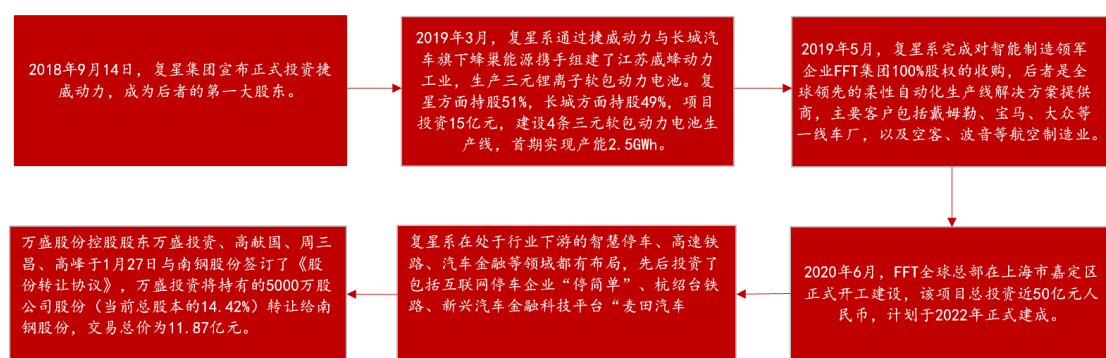 2018年9月14日，复星集团宣布正式投资捷
威动力，成为后者的第一大股东。
2019年3月，复星系通过捷威动力与长城汽
车旗下蜂巢能源携手组建了江苏威蜂动力
工业，生产三元锂离子软包动力电池。复
星方面持股51%，长城方面持股49%，项目
投资15亿元，建设4条三元软包动力电池生
产线，首期实现产能2.5GWh。
2019年5月，复星系完成对智能制造领军
企业FFT集团100%股权的收购，后者是全
球领先的柔性自动化生产线解决方案提供
商，主要客户包括戴姆勒、宝马、大众等
一线车厂，以及空客、波音等航空制造业。
2020年6月，FFT全球总部在上海市嘉定区
正式开工建设，该项目总投资近50亿元人
民币，计划于2022年正式建成。
复星系在处于行业下游的智慧停车、高速铁
路、汽车金融等领域都有布局，先后投资了
包括互联网停车企业“停简单”、杭绍台铁
路、新兴汽车金融科技平台“麦田汽车
万盛股份控股股东万盛投资、高献国、周三
昌、高峰于1月27日与南钢股份签订了《股
份转让协议》，万盛投资将持有的5000万股
公司股份（当前总股本的14.42%）转让给南
钢股份，交易总价为11.87亿元。